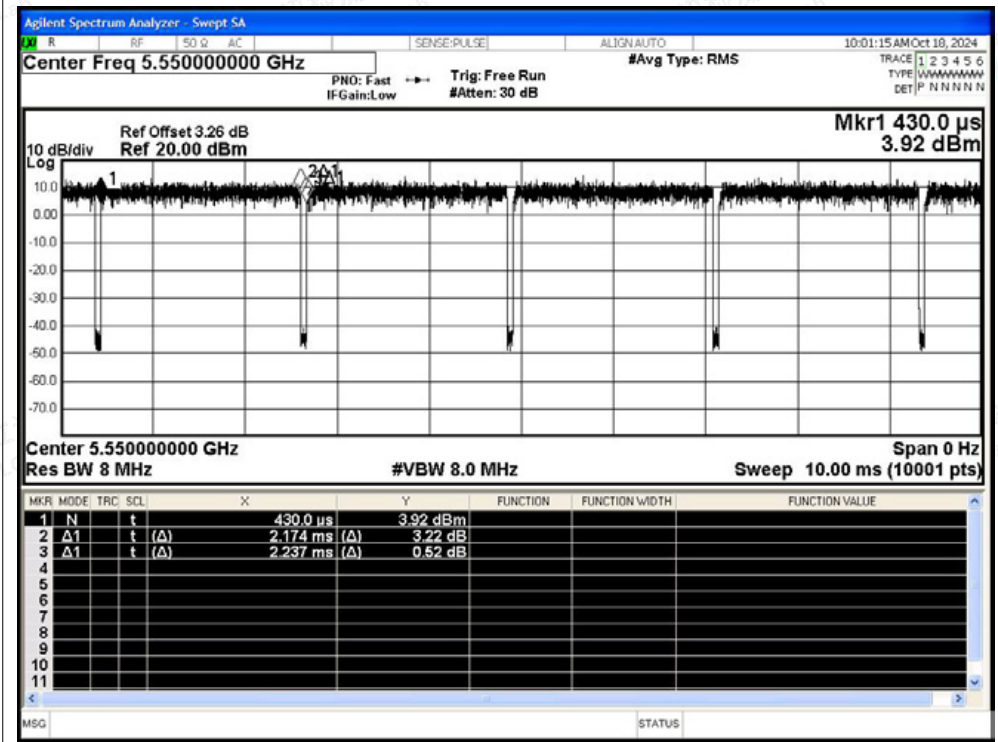 Agilent Spectrum Analyzer - Swept SA
LXI R RF 50 Ω AC SENSE:PULSE ALIGNAUTO 10:01:15 AM Oct 18, 2024
Center Freq 5.550000000 GHz #Avg Type: RMS TRACE 1 2 3 4 5 6
PNO: Fast Trig: Free Run TYPE WWWWWW
IFGain:Low #Atten: 30 dB DET P N N N N N
Mkr1 430.0 µs
Ref Offset 3.26 dB
10 dB/div Ref 20.00 dBm 3.92 dBm
Log
1 2Δ1
10.0
0.00
-10.0
-20.0
-30.0
-40.0
-50.0
-60.0
-70.0
Center 5.550000000 GHz Span 0 Hz
Res BW 8 MHz #VBW 8.0 MHz Sweep 10.00 ms (10001 pts)
MKR MODE TRC SCL X Y FUNCTION FUNCTION WIDTH FUNCTION VALUE
1 N t 430.0 µs 3.92 dBm
2 Δ1 t (Δ) 2.174 ms (Δ) 3.22 dB
3 Δ1 t (Δ) 2.237 ms (Δ) 0.52 dB
4
5
6
7
8
9
10
11
MSG STATUS